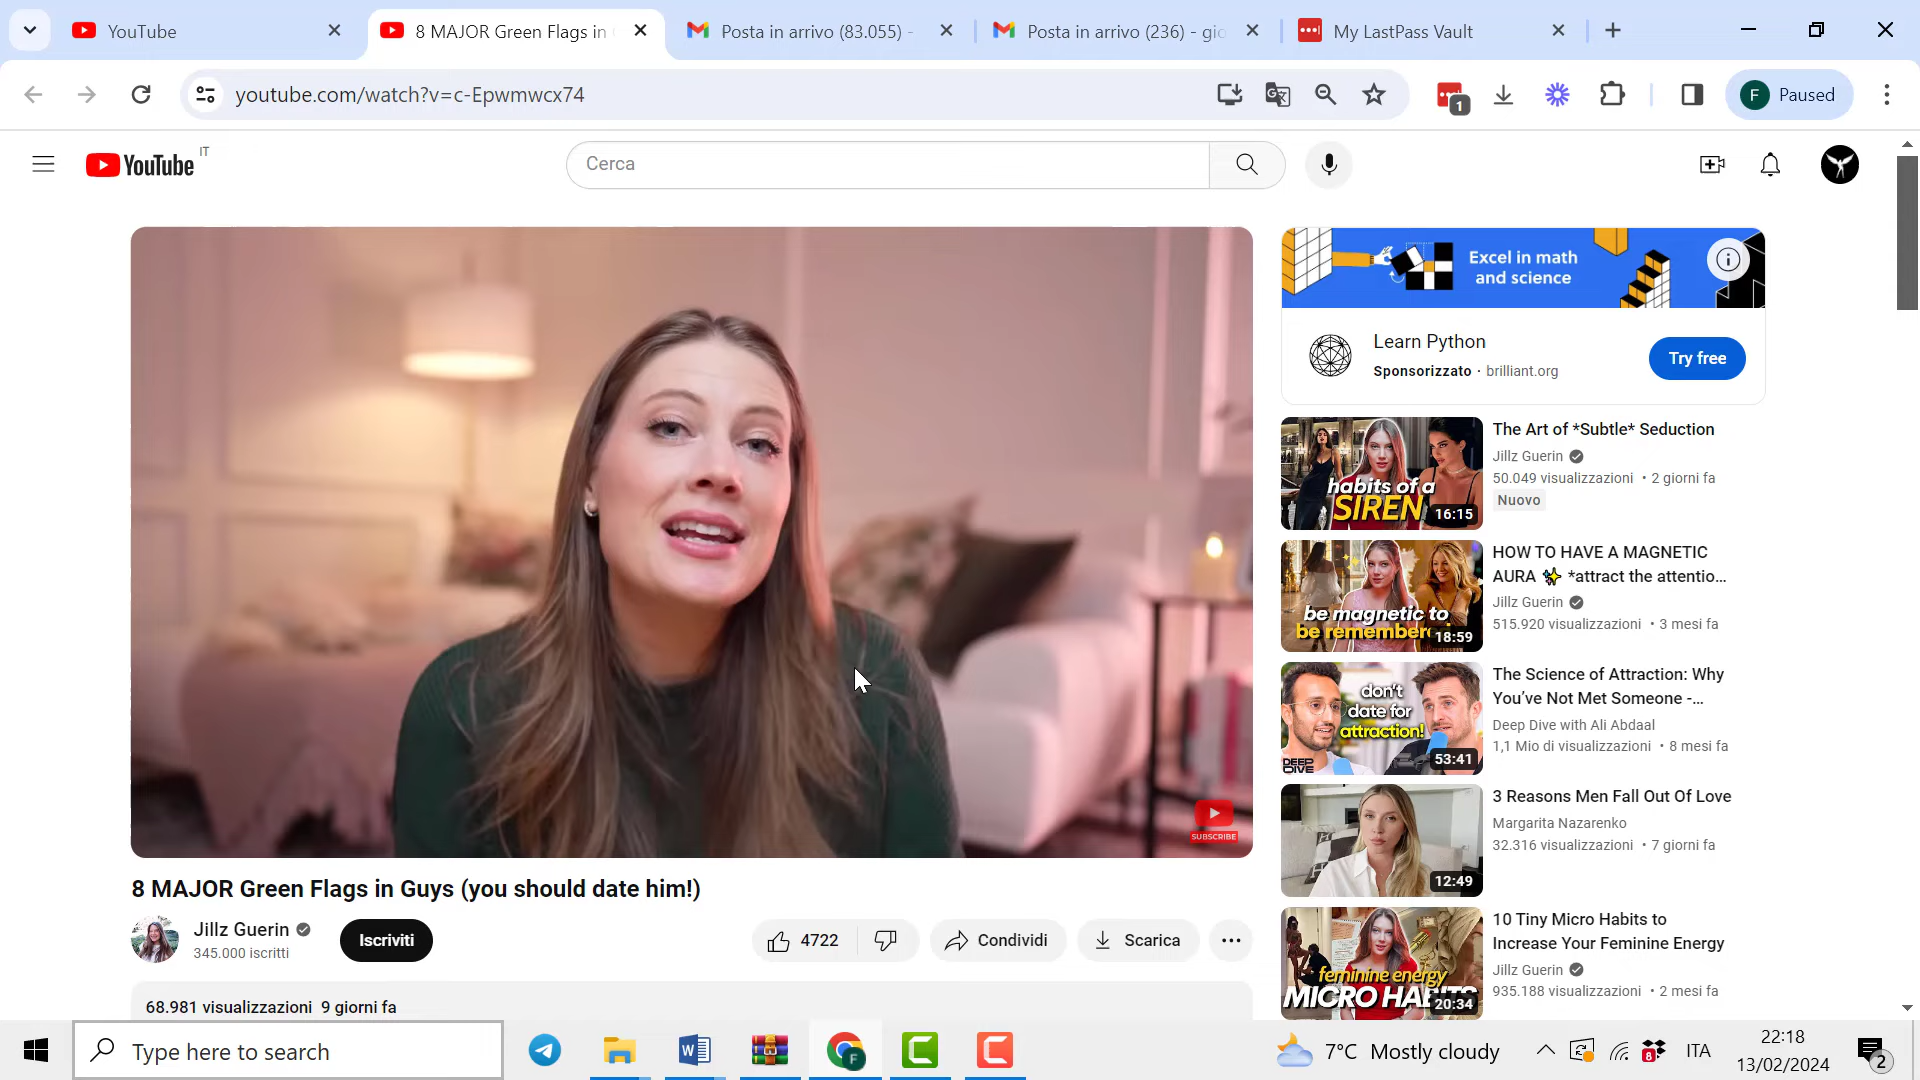 YouTube
8 MAJOR Green Flags in
Posta in arrivo (83.055) -
Posta in arrivo (236) - gio
My LastPass Vault
youtube.com/watch?v=c-Epwmwcx74
1
F
Paused
YouTube
IT
Cerca
SUBSCRIBE
8 MAJOR Green Flags in Guys (you should date him!)
Jillz Guerin
345.000 iscritti
Iscriviti
4722
Condividi
Scarica
68.981 visualizzazioni 9 giorni fa
Excel in math
and science
Learn Python
Sponsorizzato · brilliant.org
Try free
habits of a
SIREN
16:15
The Art of *Subtle* Seduction
Jillz Guerin
50.049 visualizzazioni • 2 giorni fa
Nuovo
be magnetic to
be remembere
18:59
HOW TO HAVE A MAGNETIC
AURA ✨ *attract the attentio...
Jillz Guerin
515.920 visualizzazioni • 3 mesi fa
don't
date for
attraction!
DEEP
DIVE
53:41
The Science of Attraction: Why
You’ve Not Met Someone -...
Deep Dive with Ali Abdaal
1,1 Mio di visualizzazioni • 8 mesi fa
12:49
3 Reasons Men Fall Out Of Love
Margarita Nazarenko
32.316 visualizzazioni • 7 giorni fa
feminine energy
MICRO HABITS
20:34
10 Tiny Micro Habits to
Increase Your Feminine Energy
Jillz Guerin
935.188 visualizzazioni • 2 mesi fa
Type here to search
F
7°C Mostly cloudy
8
ITA
22:18
13/02/2024
2